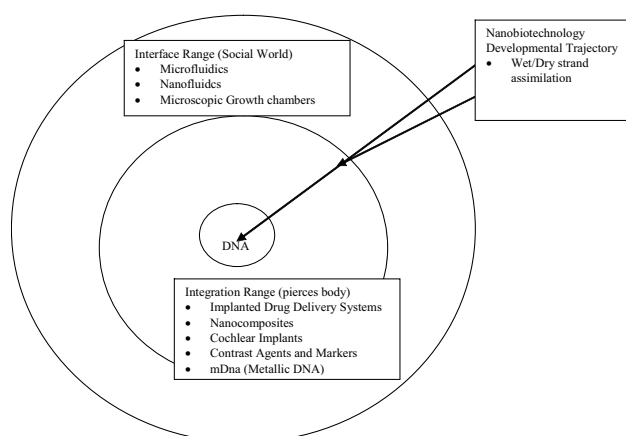 Interface Range (Social World)
• Microfluidics
• Nanofluidcs
• Microscopic Growth chambers
Nanobiotechnology
Developmental Trajectory
• Wet/Dry strand
assimilation
DNA
Integration Range (pierces body)
• Implanted Drug Delivery Systems
• Nanocomposites
• Cochlear Implants
• Contrast Agents and Markers
• mDna (Metallic DNA)